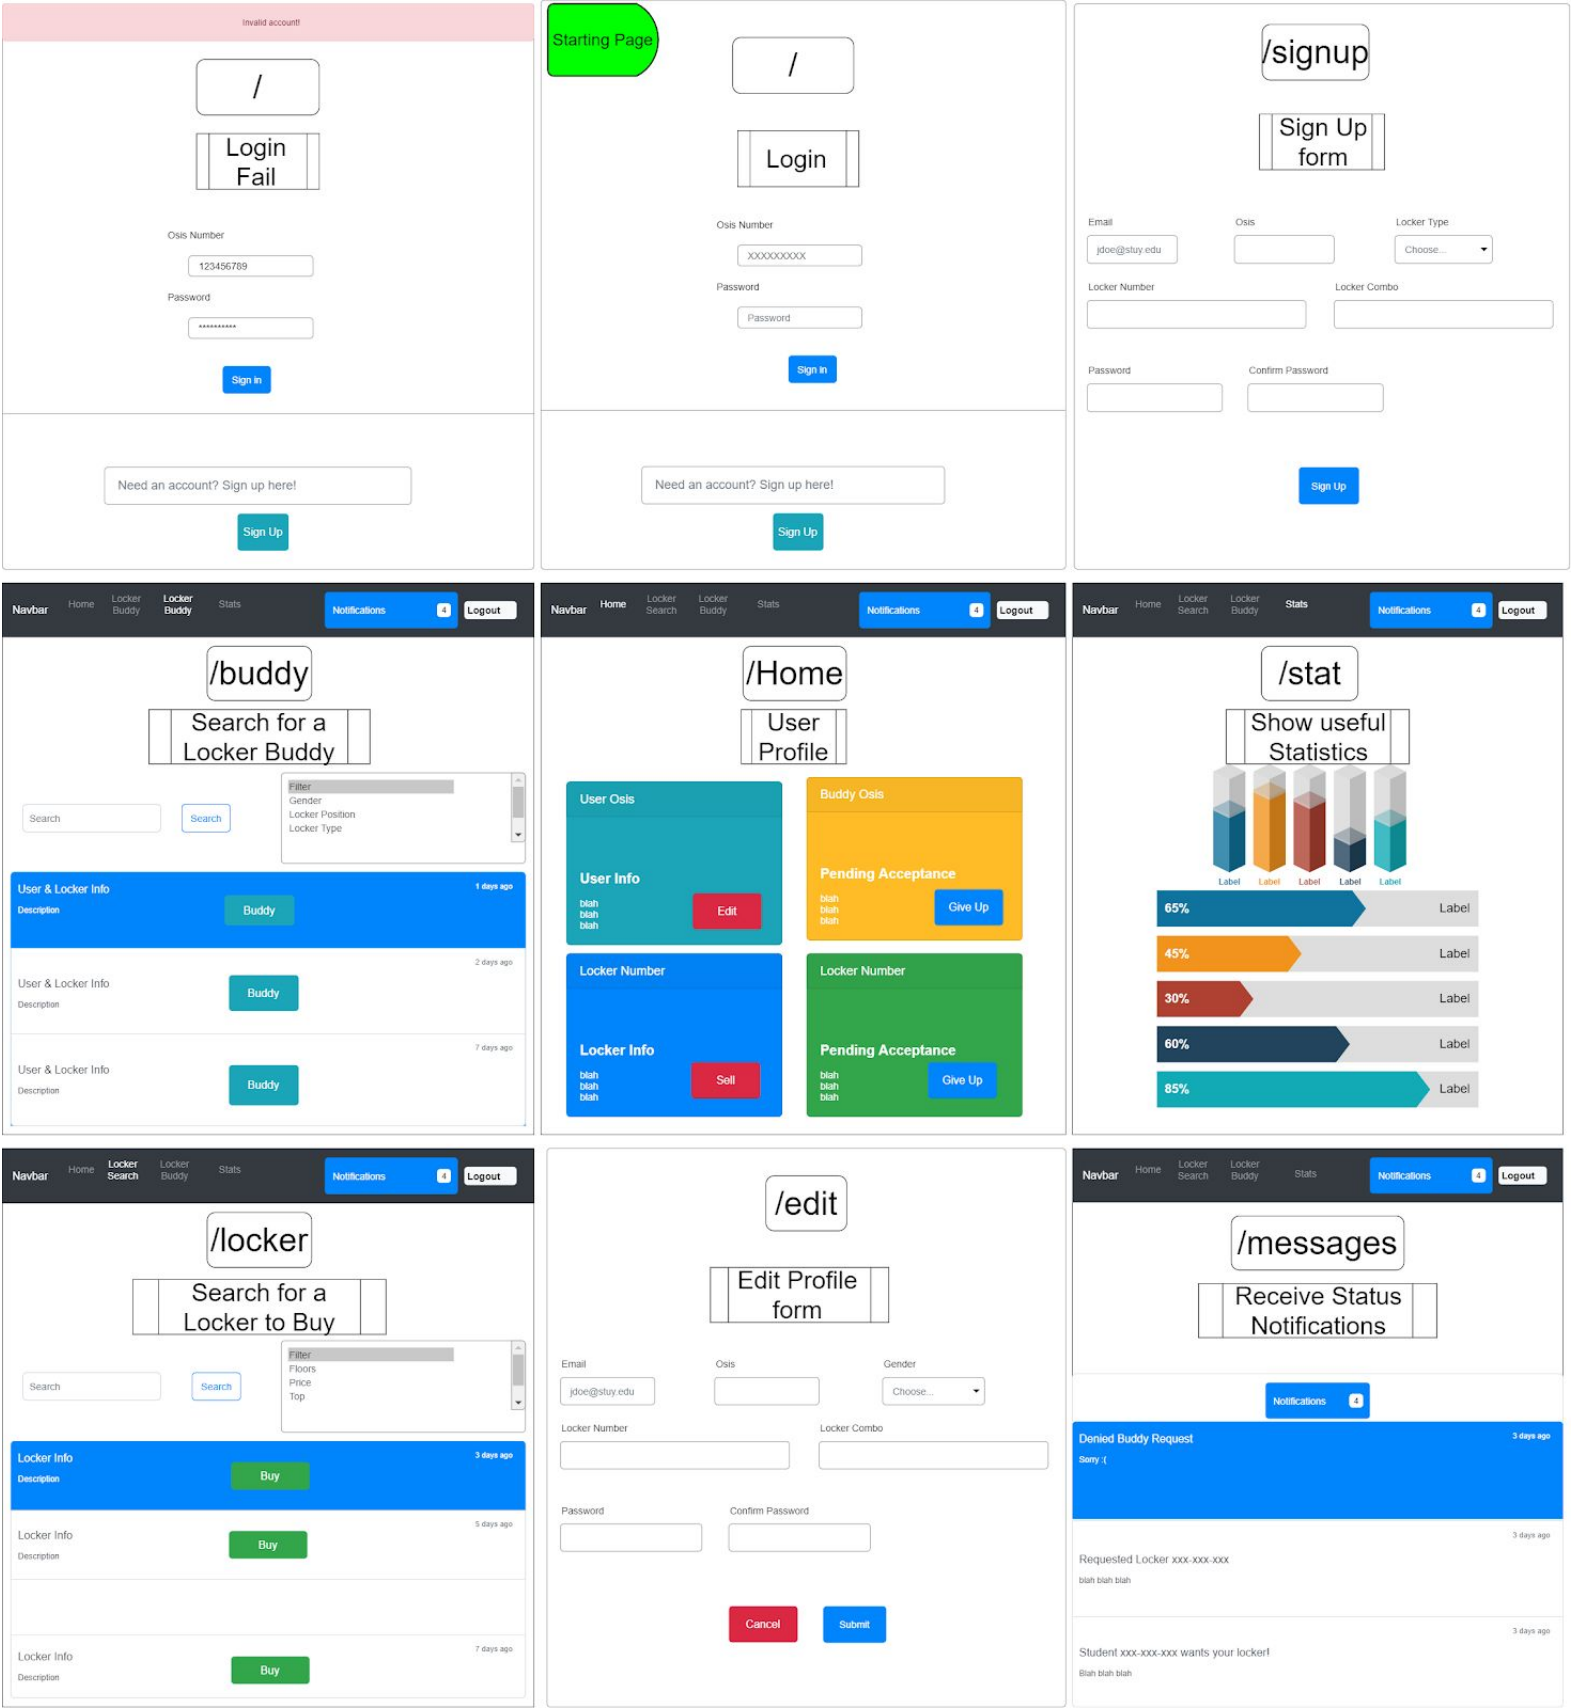 Invalid account!
/
Login
Fail
Osis Number
123456789
Password
**********
Sign in
Need an account? Sign up here!
Sign Up
Starting Page
/
Login
Osis Number
XXXXXXXXX
Password
Password
Sign in
Need an account? Sign up here!
Sign Up
/signup
Sign Up
form
Email
Osis
Locker Type
jdoe@stuy.edu
Choose...
Locker Number
Locker Combo
Password
Confirm Password
Sign Up
Navbar Home Locker Buddy Locker Buddy Stats Notifications 4 Logout
/buddy
Search for a
Locker Buddy
Search
Search
Filter
Gender
Locker Position
Locker Type
User & Locker Info
1 days ago
Description
Buddy
2 days ago
User & Locker Info
Buddy
Description
7 days ago
User & Locker Info
Buddy
Description
Navbar Home Locker Search Locker Buddy Stats Notifications 4 Logout
/Home
User
Profile
User Osis
User Info
blah
blah
blah
Edit
Buddy Osis
Pending Acceptance
blah
blah
blah
Give Up
Locker Number
Locker Info
blah
blah
blah
Sell
Locker Number
Pending Acceptance
blah
blah
blah
Give Up
Navbar Home Locker Search Locker Buddy Stats Notifications 4 Logout
/stat
Show useful
Statistics
Label Label Label Label Label
65% Label
45% Label
30% Label
60% Label
85% Label
Navbar Home Locker Search Locker Buddy Stats Notifications 4 Logout
/locker
Search for a
Locker to Buy
Search
Search
Filter
Floors
Price
Top
Locker Info
3 days ago
Description
Buy
5 days ago
Locker Info
Buy
Description
7 days ago
Locker Info
Buy
Description
/edit
Edit Profile
form
Email
Osis
Gender
jdoe@stuy.edu
Choose...
Locker Number
Locker Combo
Password
Confirm Password
Cancel
Submit
Navbar Home Locker Search Locker Buddy Stats Notifications 4 Logout
/messages
Receive Status
Notifications
Notifications 4
Denied Buddy Request
3 days ago
Sorry :(
3 days ago
Requested Locker xxx-xxx-xxx
blah blah blah
3 days ago
Student xxx-xxx-xxx wants your locker!
Blah blah blah